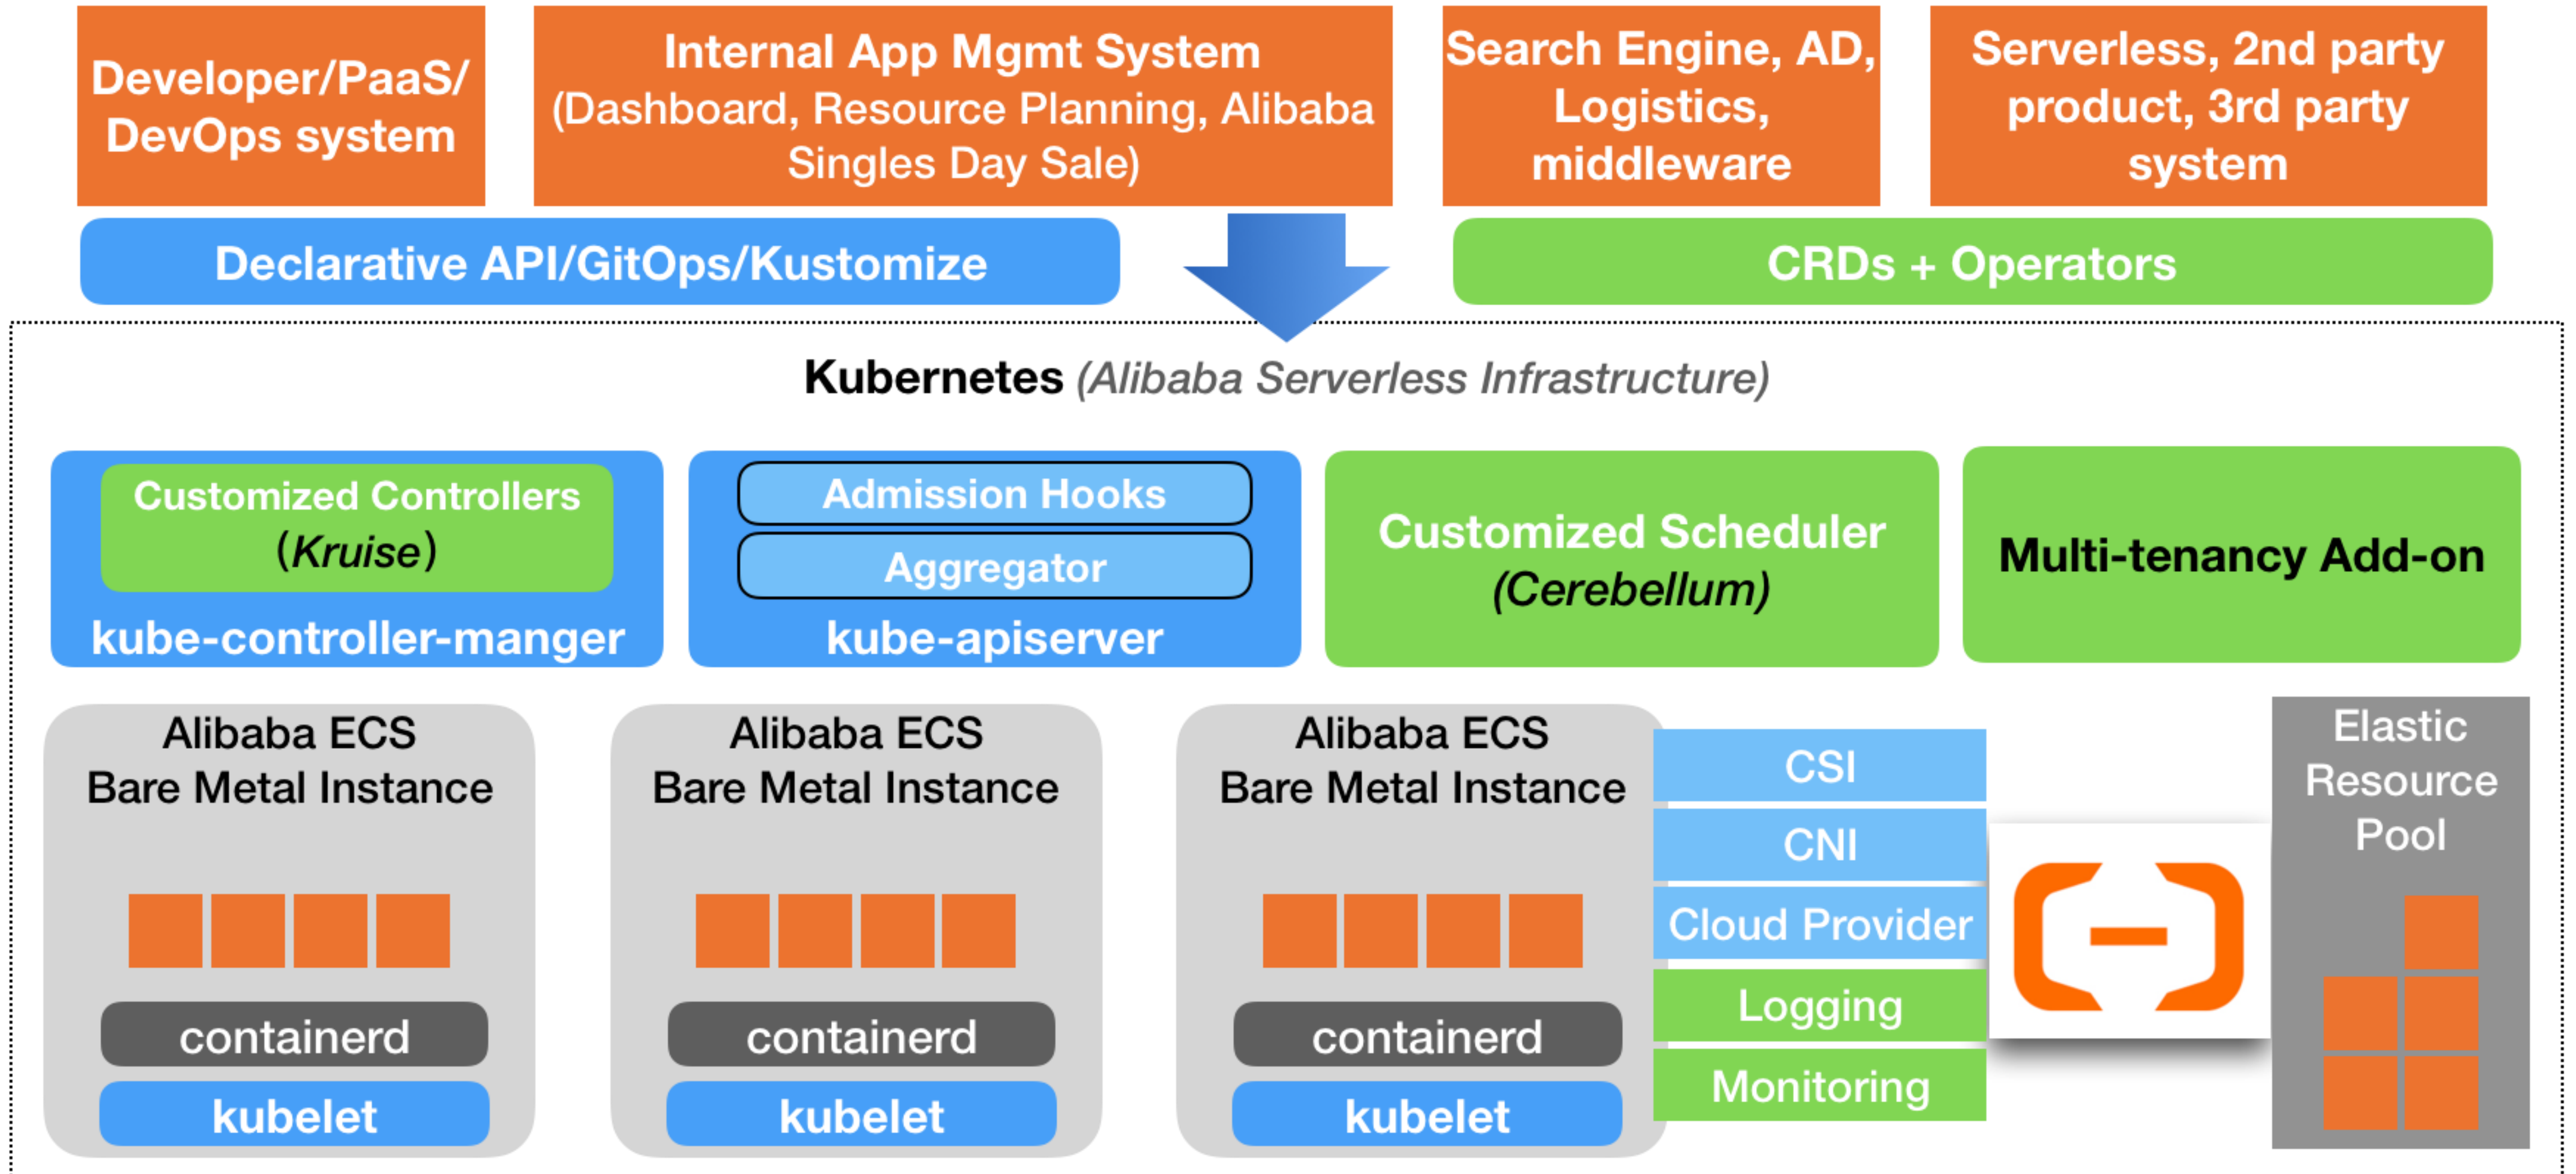 Developer/PaaS/
DevOps system
Internal App Mgmt System
(Dashboard, Resource Planning, Alibaba
Singles Day Sale)
Search Engine, AD,
Logistics,
middleware
Serverless, 2nd party
product, 3rd party
system
Declarative API/GitOps/Kustomize
CRDs + Operators
Kubernetes (Alibaba Serverless Infrastructure)
Customized Controllers
(Kruise)
kube-controller-manger
Admission Hooks
Aggregator
kube-apiserver
Customized Scheduler
(Cerebellum)
Multi-tenancy Add-on
Alibaba ECS
Bare Metal Instance
containerd
kubelet
Alibaba ECS
Bare Metal Instance
containerd
kubelet
Alibaba ECS
Bare Metal Instance
containerd
kubelet
CSI
CNI
Cloud Provider
Logging
Monitoring
Elastic
Resource
Pool